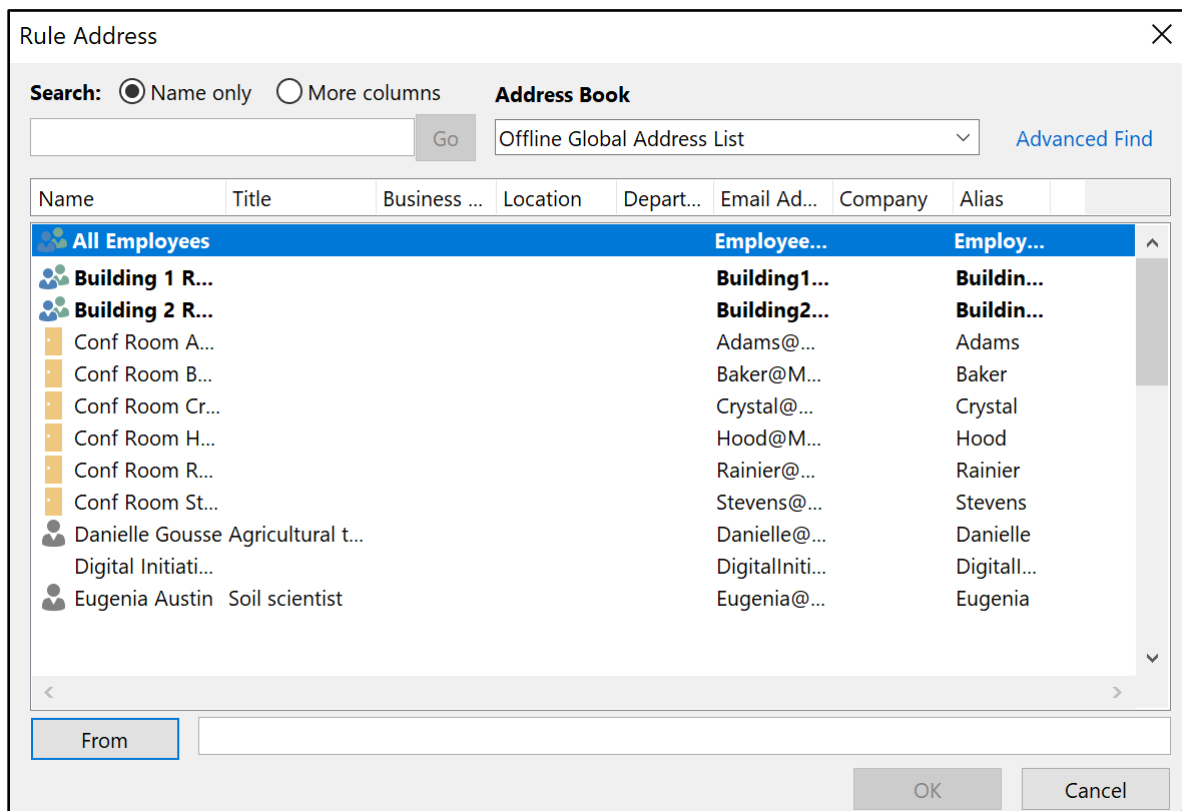 Rule Address
Search: Name only More columns Address Book
Go Offline Global Address List Advanced Find
Name Title Business ... Location Depart... Email Ad... Company Alias
All Employees Employee... Employ...
Building 1 R... Building1... Buildin...
Building 2 R... Building2... Buildin...
Conf Room A... Adams@... Adams
Conf Room B... Baker@M... Baker
Conf Room Cr... Crystal@... Crystal
Conf Room H... Hood@M... Hood
Conf Room R... Rainier@... Rainier
Conf Room St... Stevens@... Stevens
Danielle Gousse Agricultural t... Danielle@... Danielle
Digital Initiati... DigitalIniti... DigitalI...
Eugenia Austin Soil scientist Eugenia@... Eugenia
From
OK Cancel